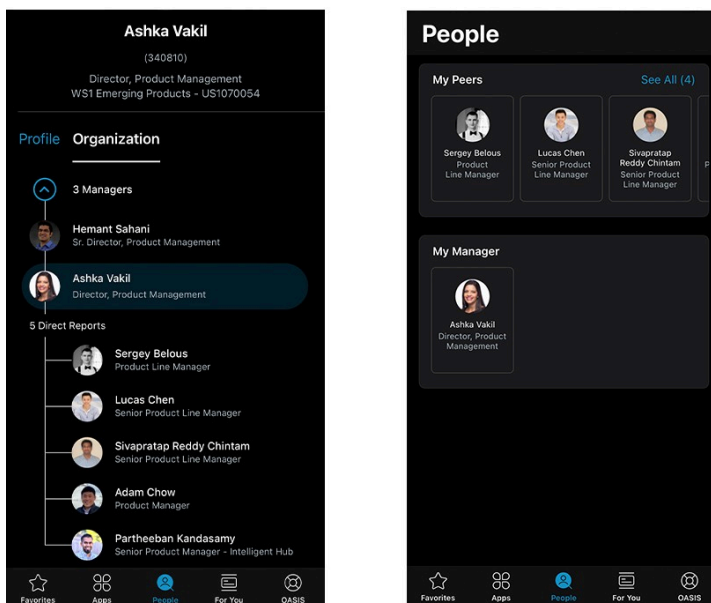 Ashka Vakil
(340810)
Director, Product Management
WS1 Emerging Products - US1070054
Profile Organization
3 Managers
Hemant Sahani
Sr. Director, Product Management
Ashka Vakil
Director, Product Management
5 Direct Reports
Sergey Belous
Product Line Manager
Lucas Chen
Senior Product Line Manager
Sivapratap Reddy Chintam
Senior Product Line Manager
Adam Chow
Product Manager
Partheeban Kandasamy
Senior Product Manager - Intelligent Hub
Favorites Apps People For You OASIS
People
My Peers See All (4)
Sergey Belous
Product
Line Manager
Lucas Chen
Senior Product
Line Manager
Sivapratap
Reddy Chintam
Senior Product
Line Manager
My Manager
Ashka Vakil
Director, Product
Management
Favorites Apps People For You OASIS